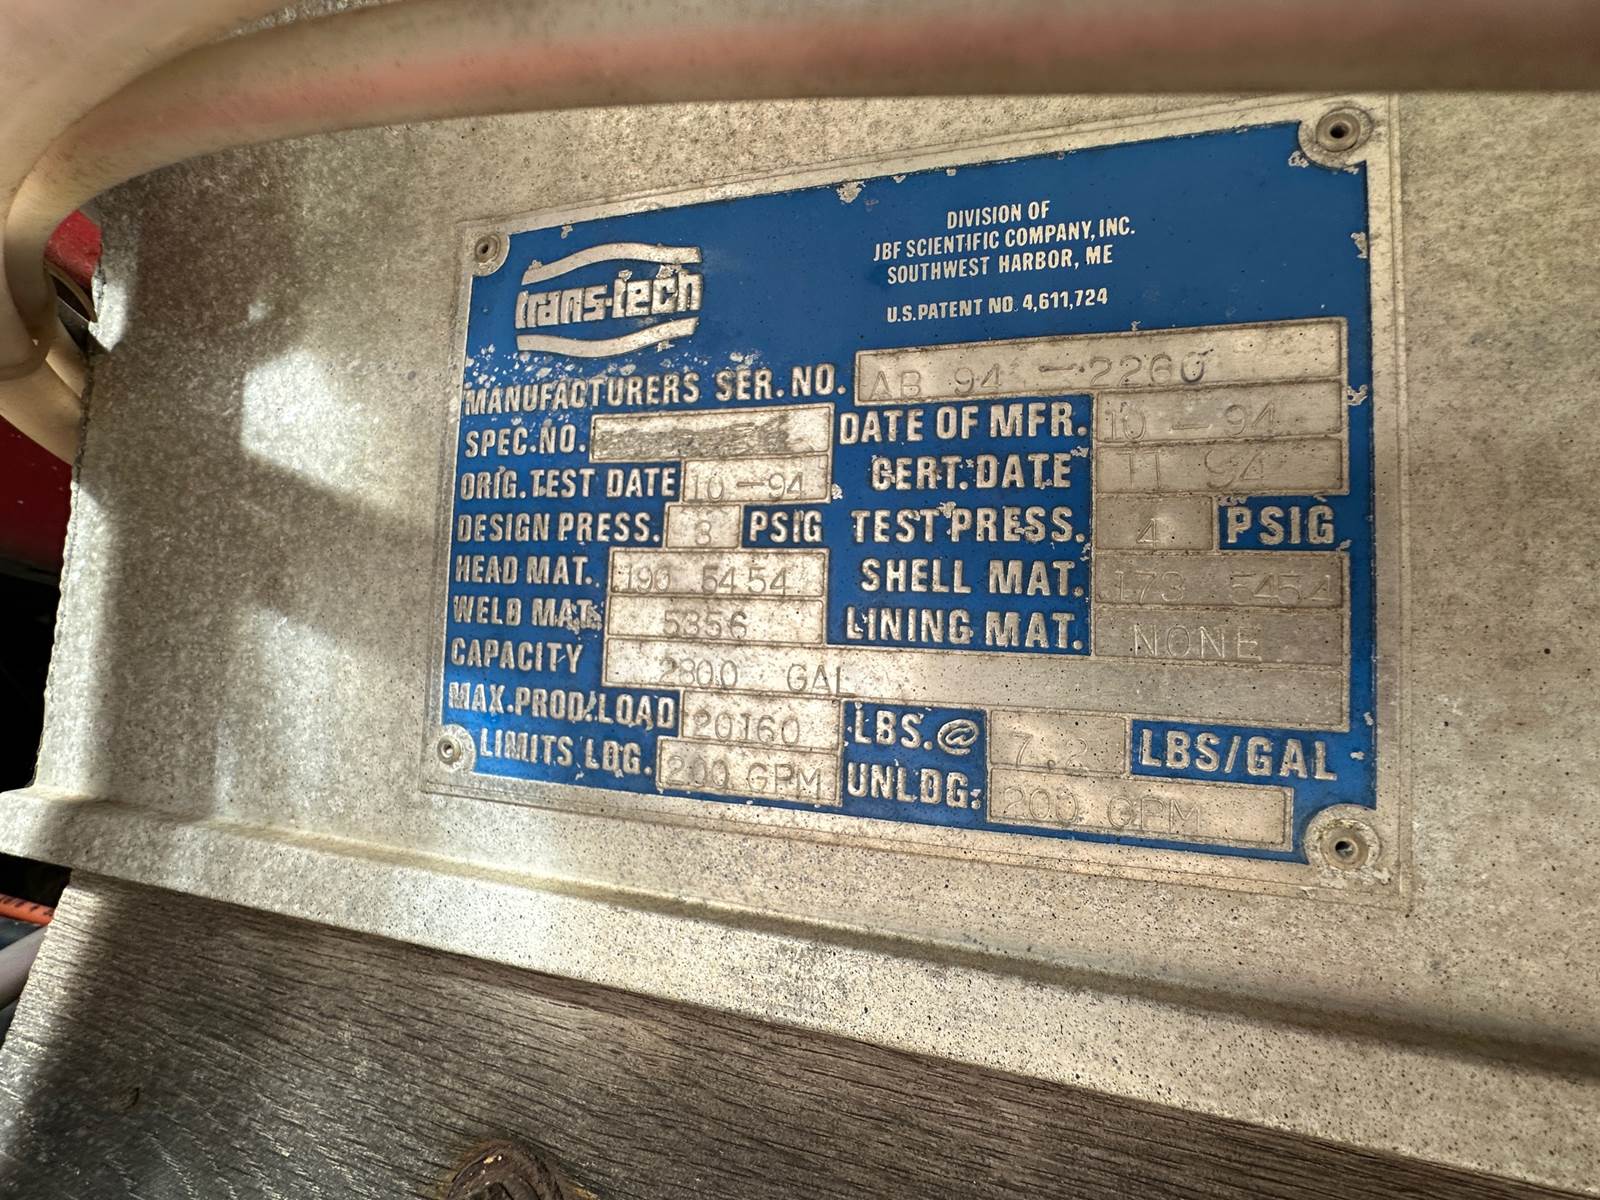 trans-tech
DIVISION OF
JBF SCIENTIFIC COMPANY, INC.
SOUTHWEST HARBOR, ME
U.S. PATENT NO. 4,611,724
MANUFACTURERS SER. NO. AB 94 - 2260
SPEC. NO. DATE OF MFR. 10 - 94
ORIG. TEST DATE 10 - 94 CERT. DATE 11 94
DESIGN PRESS. 3 PSIG TEST PRESS. 4 PSIG
HEAD MAT. 190 5454 SHELL MAT. 173 5454
WELD MAT. 5356 LINING MAT. NONE
CAPACITY 2800 GAL
MAX. PROD. LOAD 20160 LBS. @ 7.2 LBS/GAL
LIMITS LDG. 200 GPM UNLDG: 200 GPM